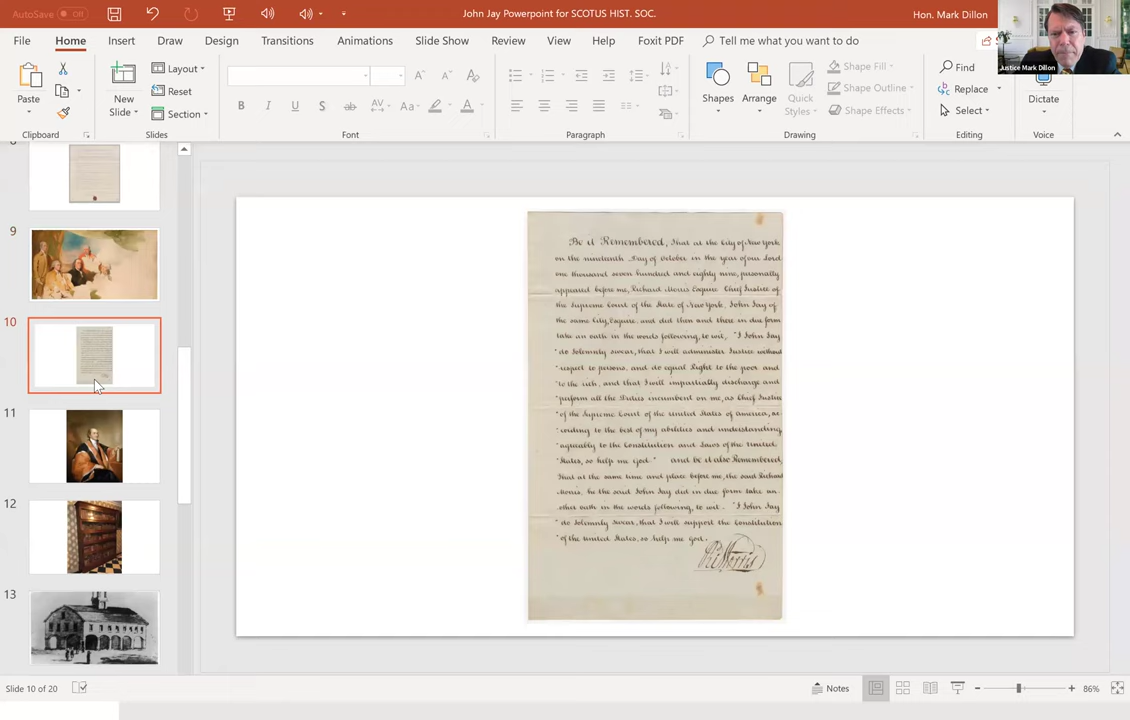 AutoSave Off
John Jay Powerpoint for SCOTUS HIST. SOC.
Hon. Mark Dillon
Justice Mark Dillon
File Home Insert Draw Design Transitions Animations Slide Show Review View Help Foxit PDF Tell me what you want to do
Paste
Clipboard
New
Slide
Layout
Reset
Section
Slides
Font
Paragraph
Shapes
Arrange
Quick
Styles
Shape Fill
Shape Outline
Shape Effects
Drawing
Find
Replace
Select
Editing
Dictate
Voice
9
10
11
12
13
Be it Remembered, That at the City of New York
on the nineteenth Day of October in the year of our Lord
one thousand seven hundred and eighty nine, personally
appeared before me, Richard Morris Esquire Chief Justice of
the Supreme Court of the State of New York, John Jay of
the same City, Esquire, and did then and there in due form
take an oath in the words following, to wit, "I John Jay
"do Solemnly swear, that I will administer Justice without
"respect to persons, and do equal Right to the poor and
"to the rich, and that I will impartially discharge and
"perform all the Duties incumbent on me, as Chief Justice
"of the Supreme Court of the United States of america, ac
"cording to the best of my abilities and understanding,
"agreeably to the Constitution and Laws of the United
"States, so help me God." and be it also Remembered,
That at the same time and place before me, the said Richard
Morris, he the said John Jay did in due form take an
other oath in the words following, to wit. "I John Jay
"do Solemnly swear, that I will support the Constitution
"of the United States, so help me God.
Ri Morris
Slide 10 of 20
Notes
86%